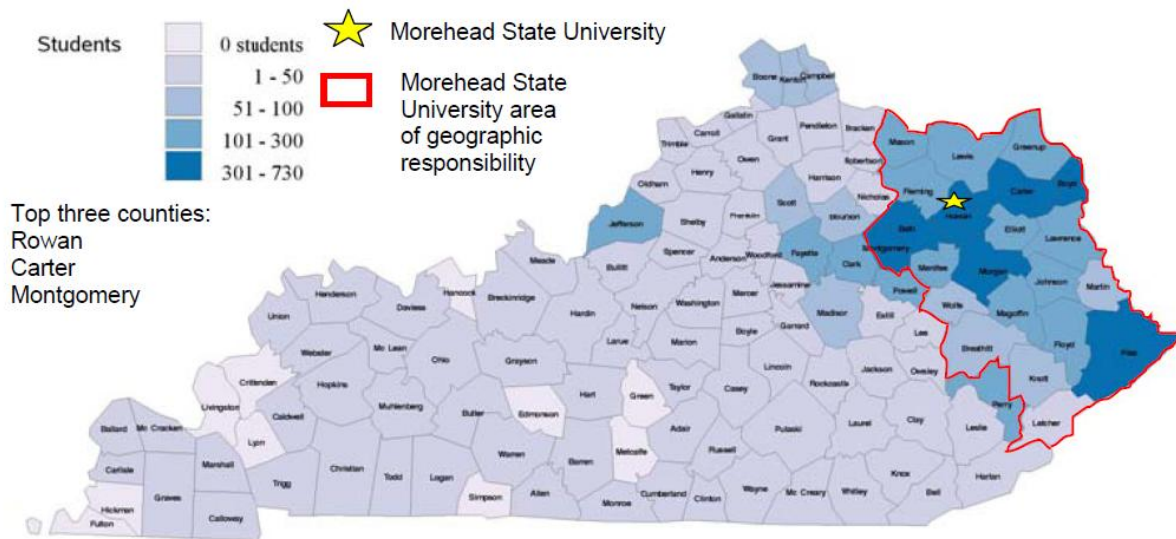 Students
0 students
1 - 50
51 - 100
101 - 300
301 - 730
Morehead State University
Morehead State
University area
of geographic
responsibility
Top three counties:
Rowan
Carter
Montgomery
Boone
Kenton
Campbell
Gallatin
Pendleton
Bracken
Carroll
Grant
Mason
Lewis
Greenup
Trimble
Owen
Robertson
Henry
Harrison
Fleming
Carter
Boyd
Oldham
Nicholas
Rowan
Scott
Jefferson
Shelby
Franklin
Bourbon
Bath
Elliott
Lawrence
Spencer
Anderson
Woodford
Fayette
Clark
Montgomery
Menifee
Morgan
Meade
Bullitt
Johnson
Martin
Hancock
Breckinridge
Nelson
Washington
Mercer
Jessamine
Powell
Wolfe
Magoffin
Henderson
Daviess
Hardin
Madison
Estill
Lee
Union
Larue
Marion
Boyle
Garrard
Breathitt
Floyd
Pike
Webster
Mc Lean
Ohio
Grayson
Lincoln
Jackson
Owsley
Knott
Crittenden
Hopkins
Muhlenberg
Butler
Edmonson
Hart
Green
Taylor
Casey
Rockcastle
Perry
Livingston
Caldwell
Clay
Leslie
Letcher
Ballard
Mc Cracken
Lyon
Warren
Metcalfe
Adair
Pulaski
Laurel
Carlisle
Marshall
Christian
Todd
Logan
Barren
Russell
Knox
Harlan
Hickman
Graves
Trigg
Simpson
Allen
Monroe
Cumberland
Clinton
Wayne
Mc Creary
Whitley
Bell
Fulton
Calloway